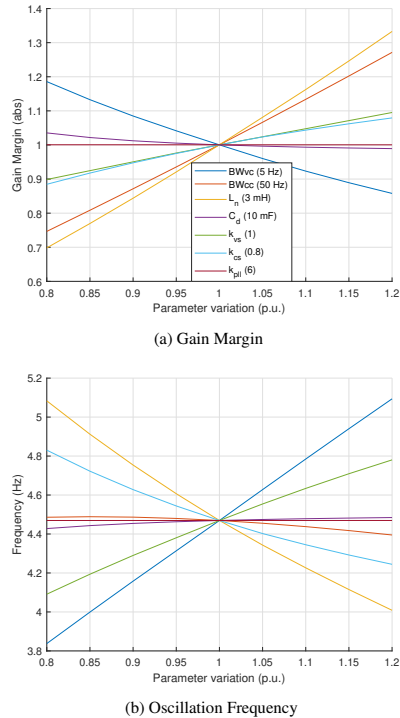 1.4
1.3
1.2
1.1
1
0.9
0.8
0.7
0.6
Gain Margin (abs)
BWvc (5 Hz)
BWcc (50 Hz)
L_n (3 mH)
C_d (10 mF)
k_vs (1)
k_cs (0.8)
k_pll (6)
0.8 0.85 0.9 0.95 1 1.05 1.1 1.15 1.2
Parameter variation (p.u.)
(a) Gain Margin
5.2
5
4.8
4.6
4.4
4.2
4
3.8
Frequency (Hz)
0.8 0.85 0.9 0.95 1 1.05 1.1 1.15 1.2
Parameter variation (p.u.)
(b) Oscillation Frequency